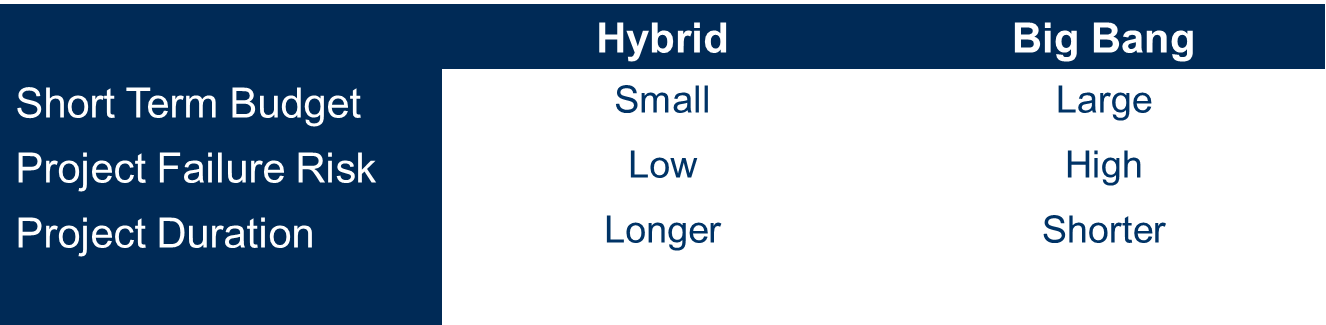 Hybrid Big Bang
Short Term Budget Small Large
Project Failure Risk Low High
Project Duration Longer Shorter